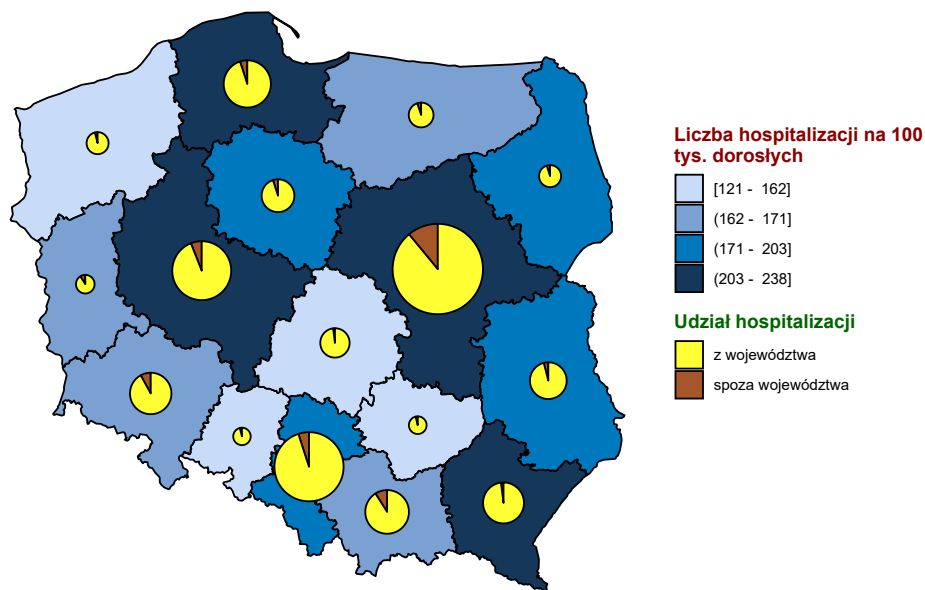 Liczba hospitalizacji na 100
tys. dorosłych
[121 - 162]
(162 - 171]
(171 - 203]
(203 - 238]
Udział hospitalizacji
z województwa
spoza województwa